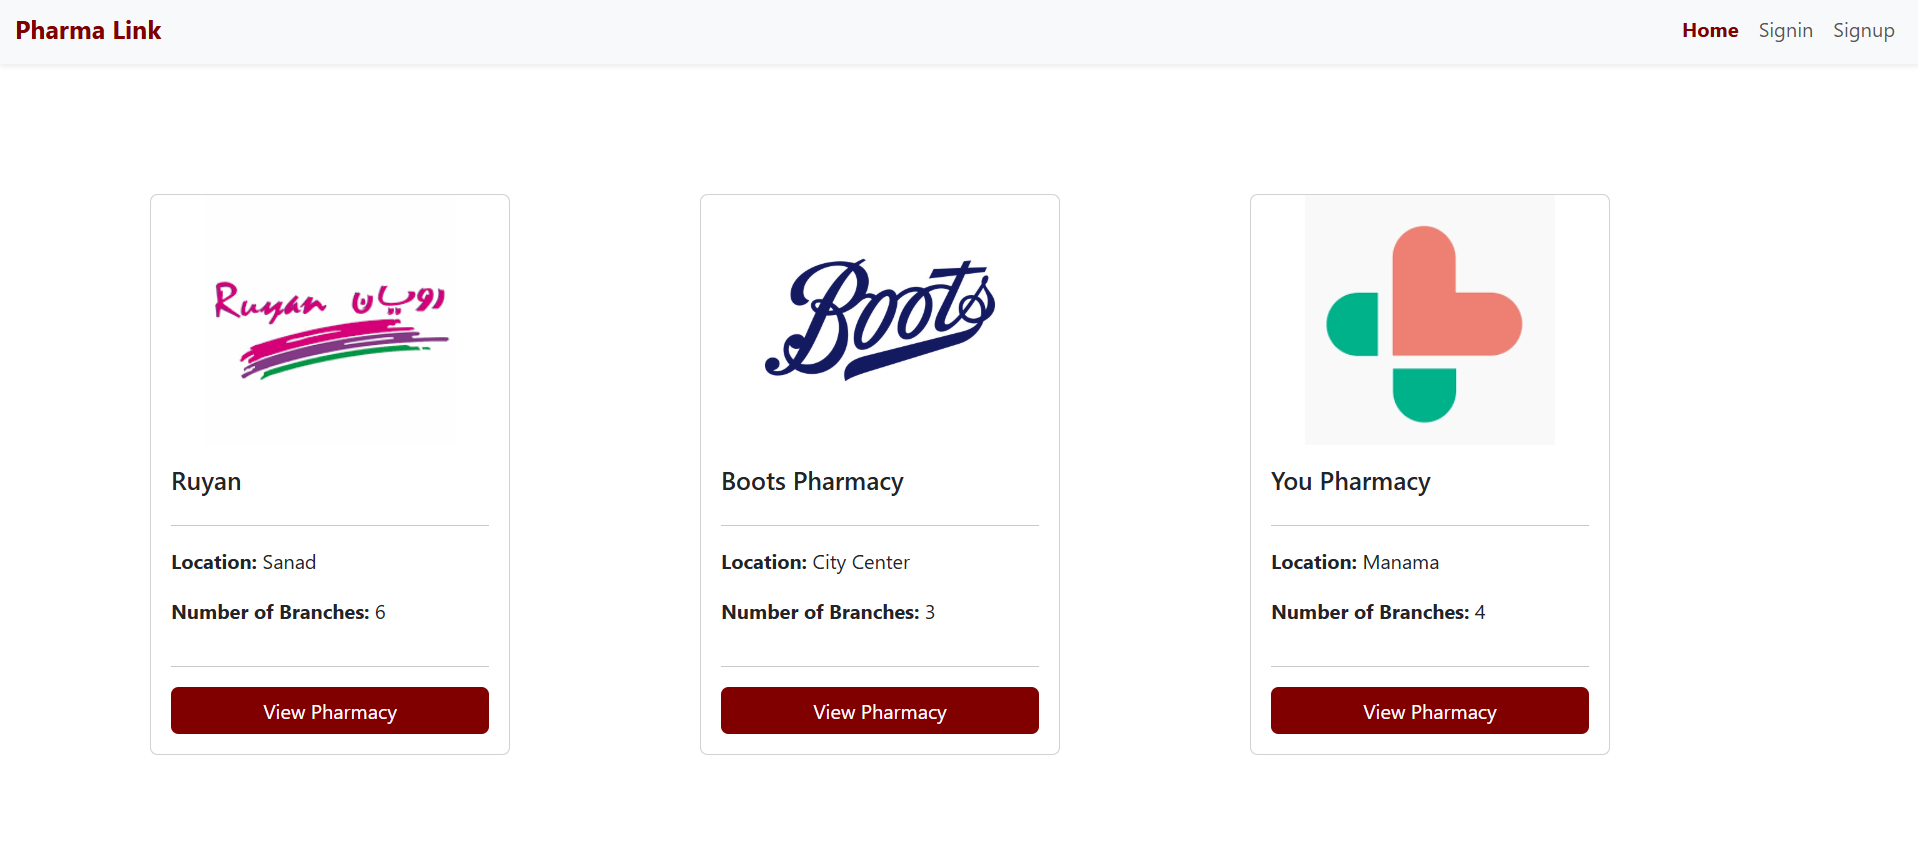 Pharma Link
Home Signin Signup
Ruyan رويان
Boots
Ruyan
Location: Sanad
Number of Branches: 6
View Pharmacy
Boots Pharmacy
Location: City Center
Number of Branches: 3
View Pharmacy
You Pharmacy
Location: Manama
Number of Branches: 4
View Pharmacy